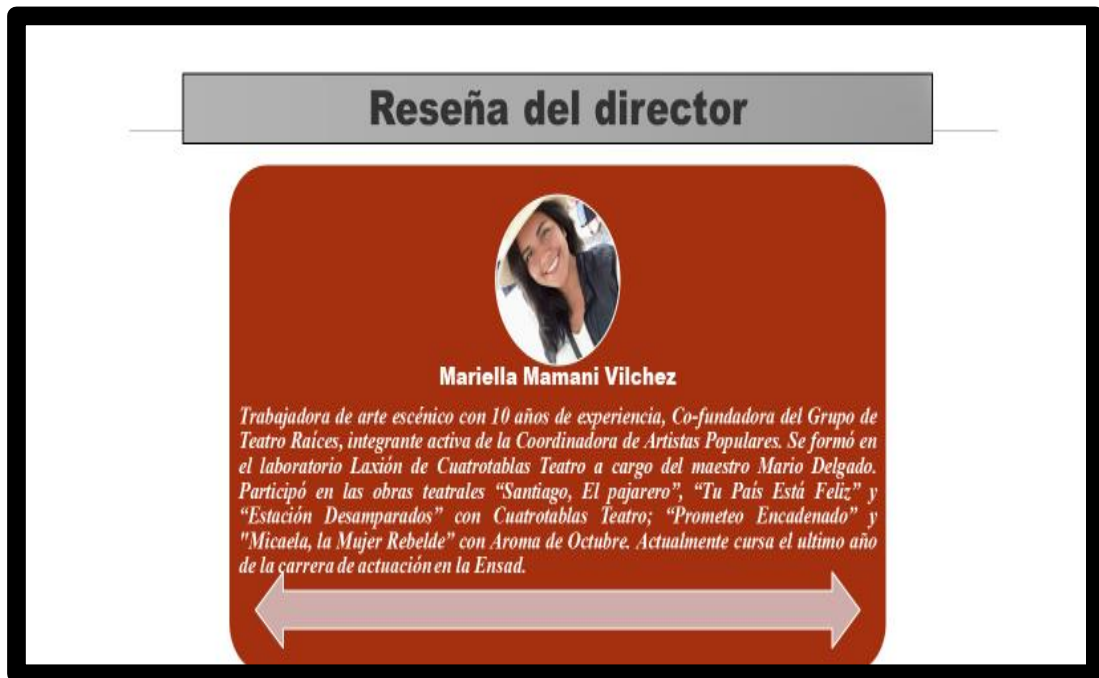 Reseña del director
Mariella Mamani Vilchez
Trabajadora de arte escénico con 10 años de experiencia, Co-fundadora del Grupo de
Teatro Raíces, integrante activa de la Coordinadora de Artistas Populares. Se formó en
el laboratorio Laxión de Cuatrotablas Teatro a cargo del maestro Mario Delgado.
Participó en las obras teatrales “Santiago, El pajarero”, “Tu País Está Feliz” y
“Estación Desamparados” con Cuatrotablas Teatro; “Prometeo Encadenado” y
"Micaela, la Mujer Rebelde” con Aroma de Octubre. Actualmente cursa el ultimo año
de la carrera de actuación en la Ensad.